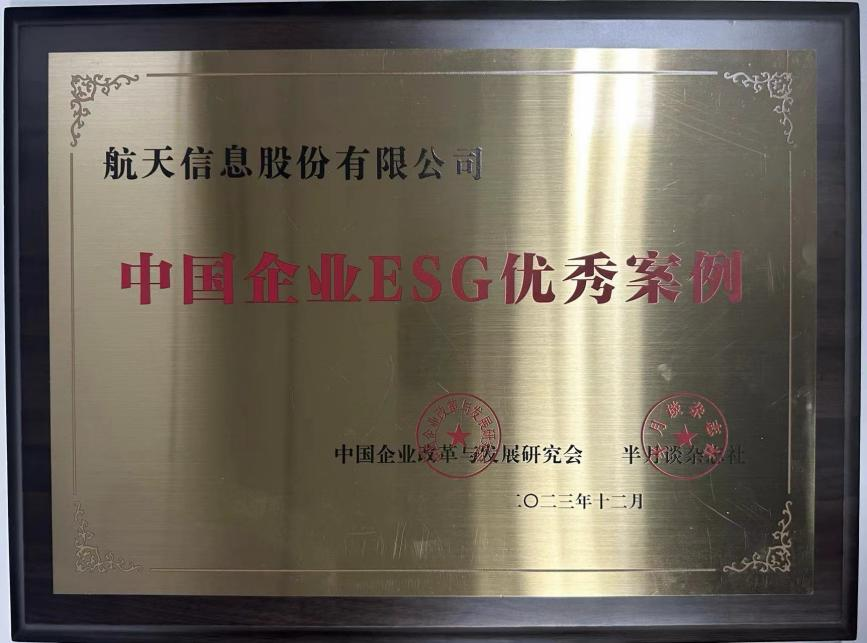 航天信息股份有限公司
中国企业ESG优秀案例
中国企业改革与发展研究会 半月谈杂志社
二〇二三年十二月